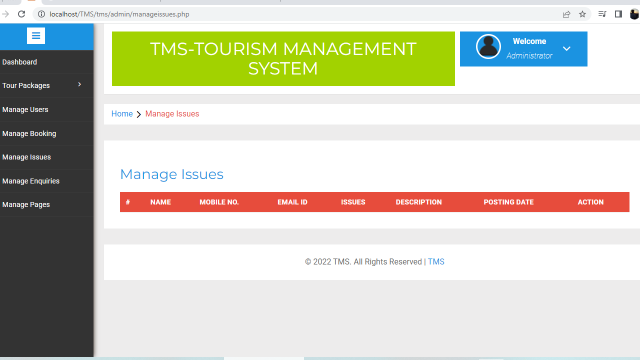 localhost/TMS/tms/admin/manageissues.php
TMS-TOURISM MANAGEMENT
SYSTEM
Welcome
Administrator
Dashboard
Tour Packages
Manage Users
Manage Booking
Manage Issues
Manage Enquiries
Manage Pages
Home > Manage Issues
Manage Issues
# NAME MOBILE NO. EMAIL ID ISSUES DESCRIPTION POSTING DATE ACTION
© 2022 TMS. All Rights Reserved | TMS